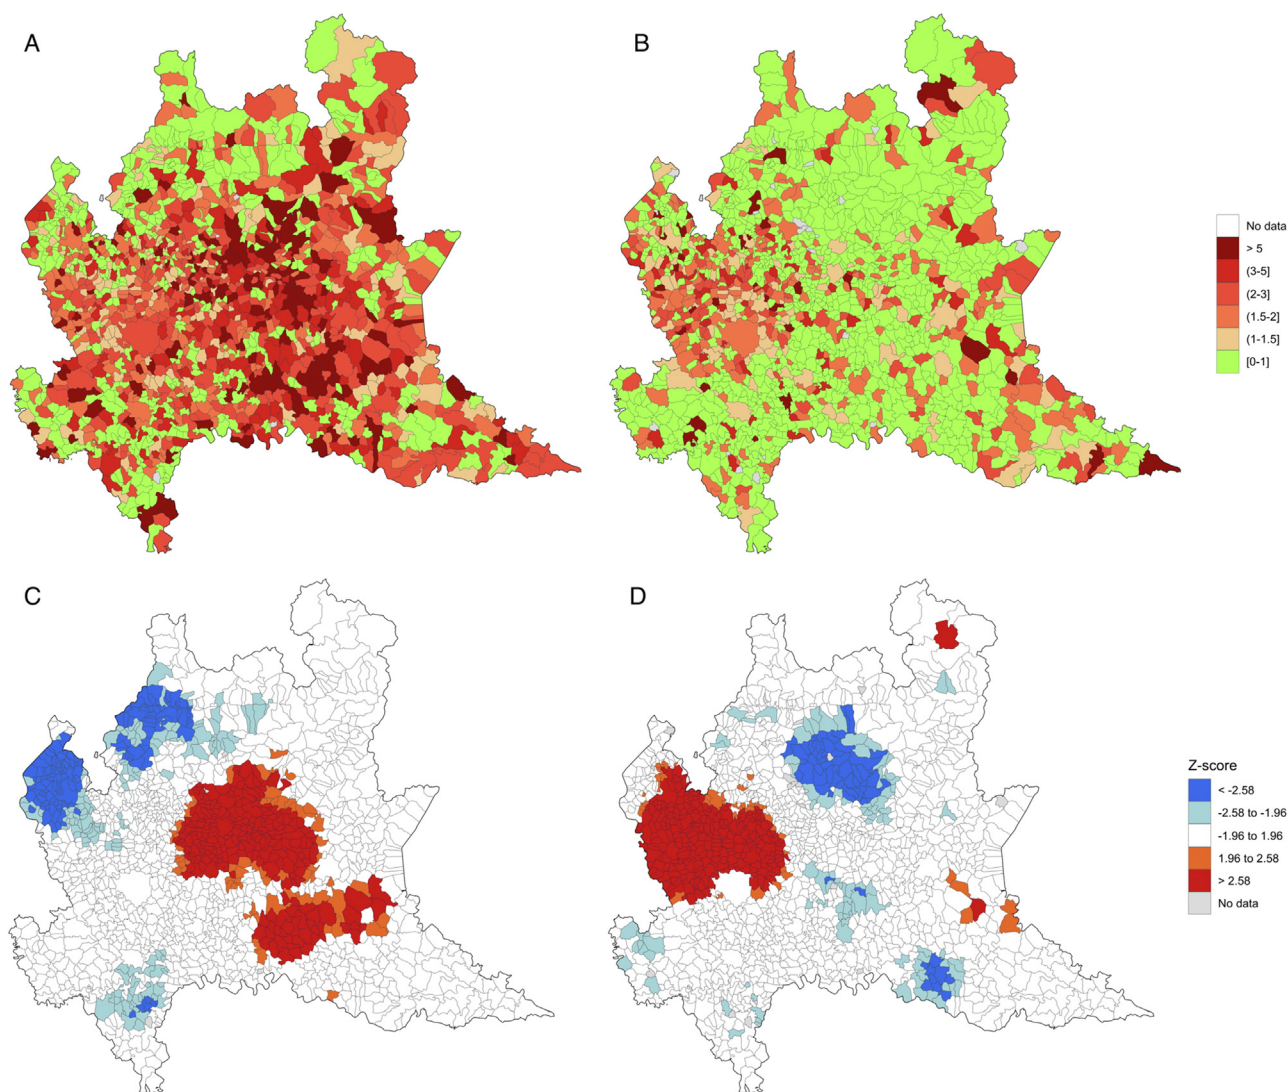 A
B
No data
> 5
(3-5]
(2-3]
(1.5-2]
(1-1.5]
[0-1]
C
D
Z-score
< -2.58
-2.58 to -1.96
-1.96 to 1.96
1.96 to 2.58
> 2.58
No data